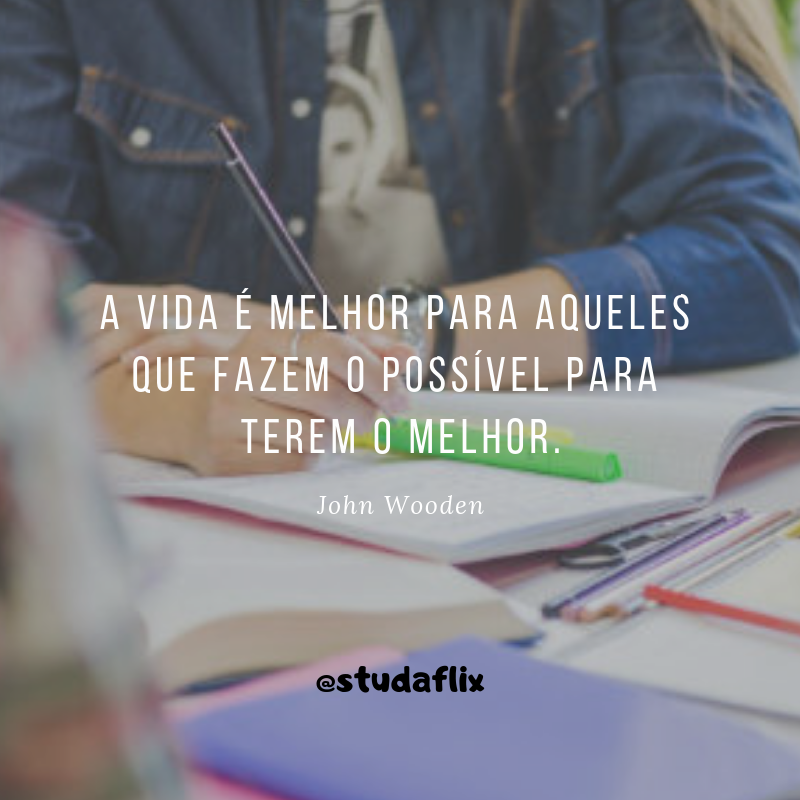 A VIDA É MELHOR PARA AQUELES
QUE FAZEM O POSSÍVEL PARA
TEREM O MELHOR.
John Wooden
@studaflix